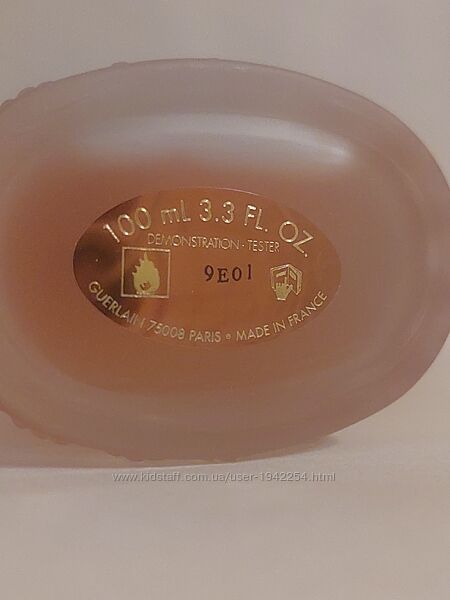 100 mL 3.3 FL. OZ.
DEMONSTRATION · TESTER
9E01
GUERLAIN 75008 PARIS • MADE IN FRANCE
www.kidstaff.com.ua/user-1942254.html